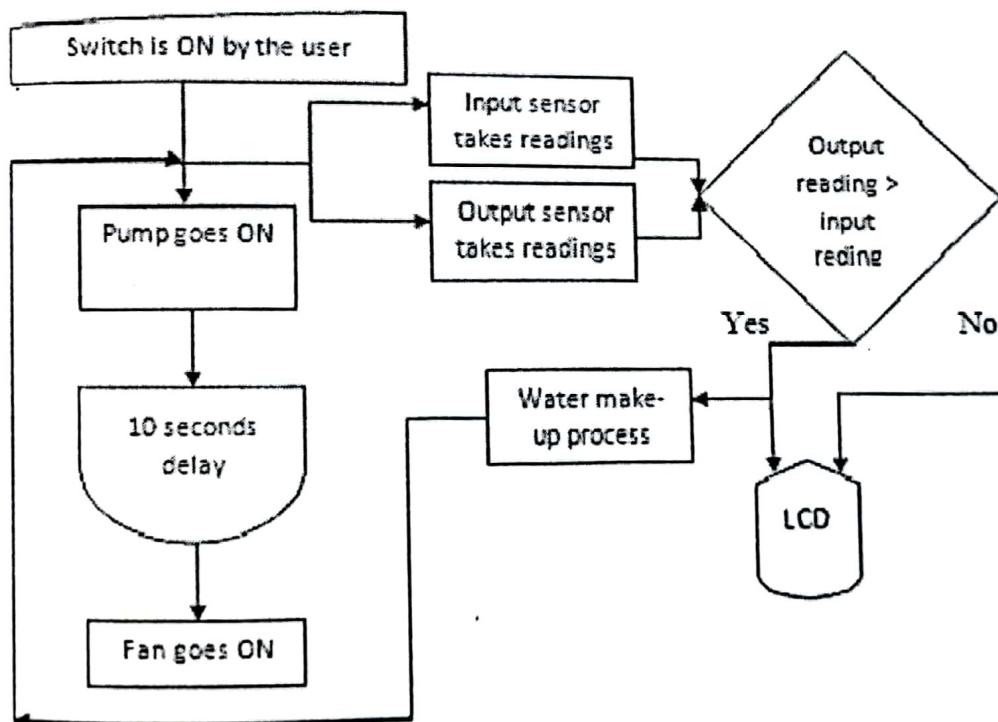 Switch is ON by the user
Input sensor
takes readings
Output
reading >
input
reding
Pump goes ON
Output sensor
takes readings
Yes
No
Water make-
up process
10 seconds
delay
LCD
Fan goes ON